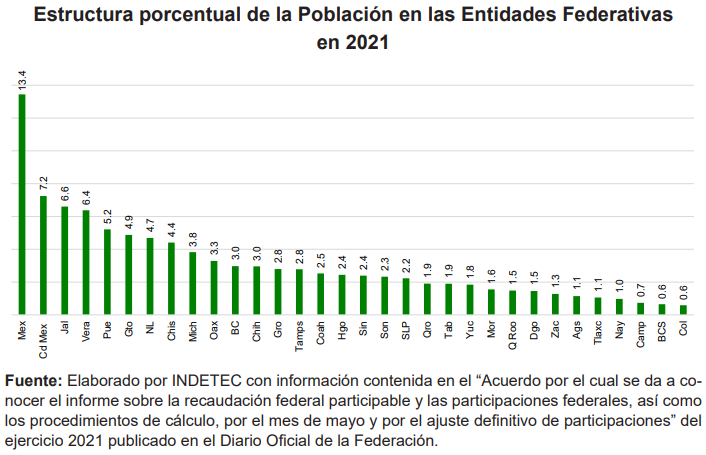 Estructura porcentual de la Población en las Entidades Federativas
en 2021
13.4
7.2
6.6
6.4
5.2
4.9
4.7
4.4
3.8
3.3
3.0
3.0
2.8
2.8
2.5
2.4
2.4
2.3
2.2
1.9
1.9
1.8
1.6
1.5
1.5
1.3
1.1
1.1
1.0
0.7
0.6
0.6
Mex
Cd Mex
Jal
Vera
Pue
Gto
NL
Chis
Mich
Oax
BC
Chih
Gro
Tamps
Coah
Hgo
Sin
Son
SLP
Qro
Tab
Yuc
Mor
Q Roo
Dgo
Zac
Ags
Tlaxc
Nay
Camp
BCS
Col
Fuente: Elaborado por INDETEC con información contenida en el “Acuerdo por el cual se da a co-
nocer el informe sobre la recaudación federal participable y las participaciones federales, así como
los procedimientos de cálculo, por el mes de mayo y por el ajuste definitivo de participaciones” del
ejercicio 2021 publicado en el Diario Oficial de la Federación.